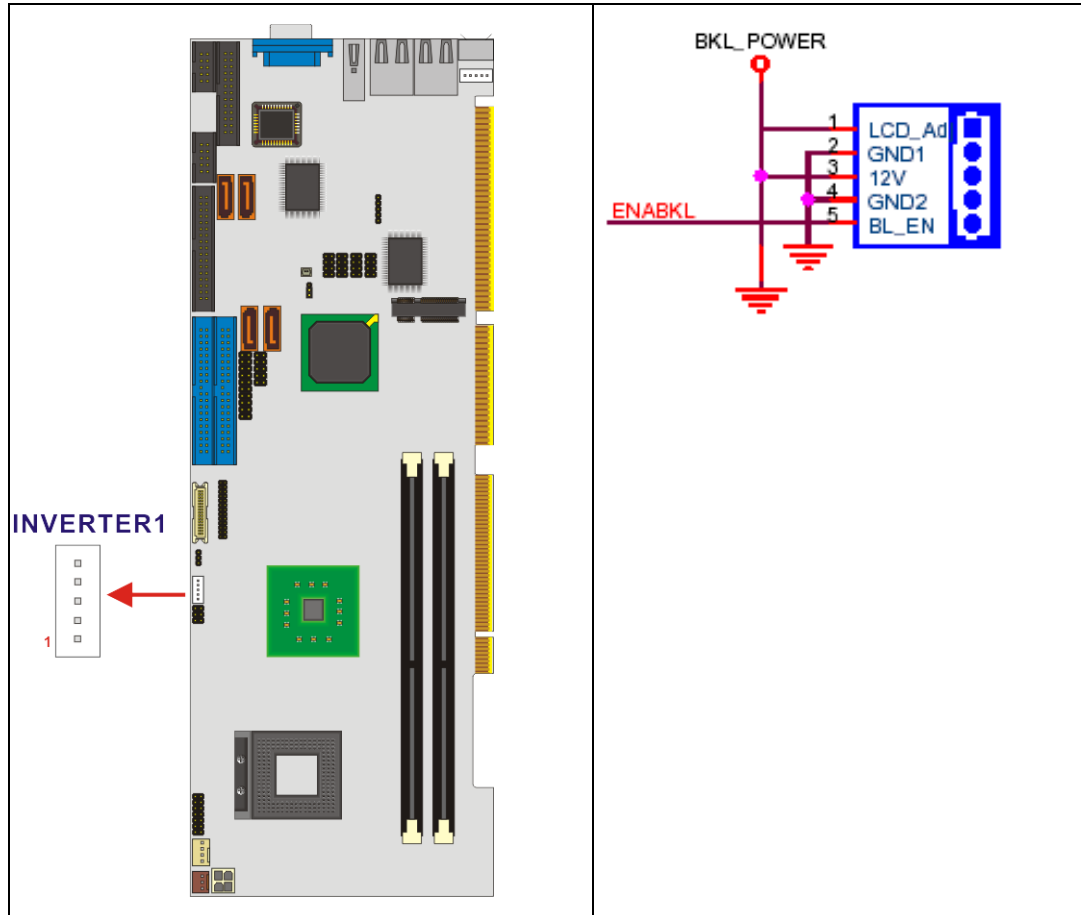 INVERTER1
1
BKL_POWER
1 LCD_Ad
2 GND1
3 12V
4 GND2
ENABKL 5 BL_EN